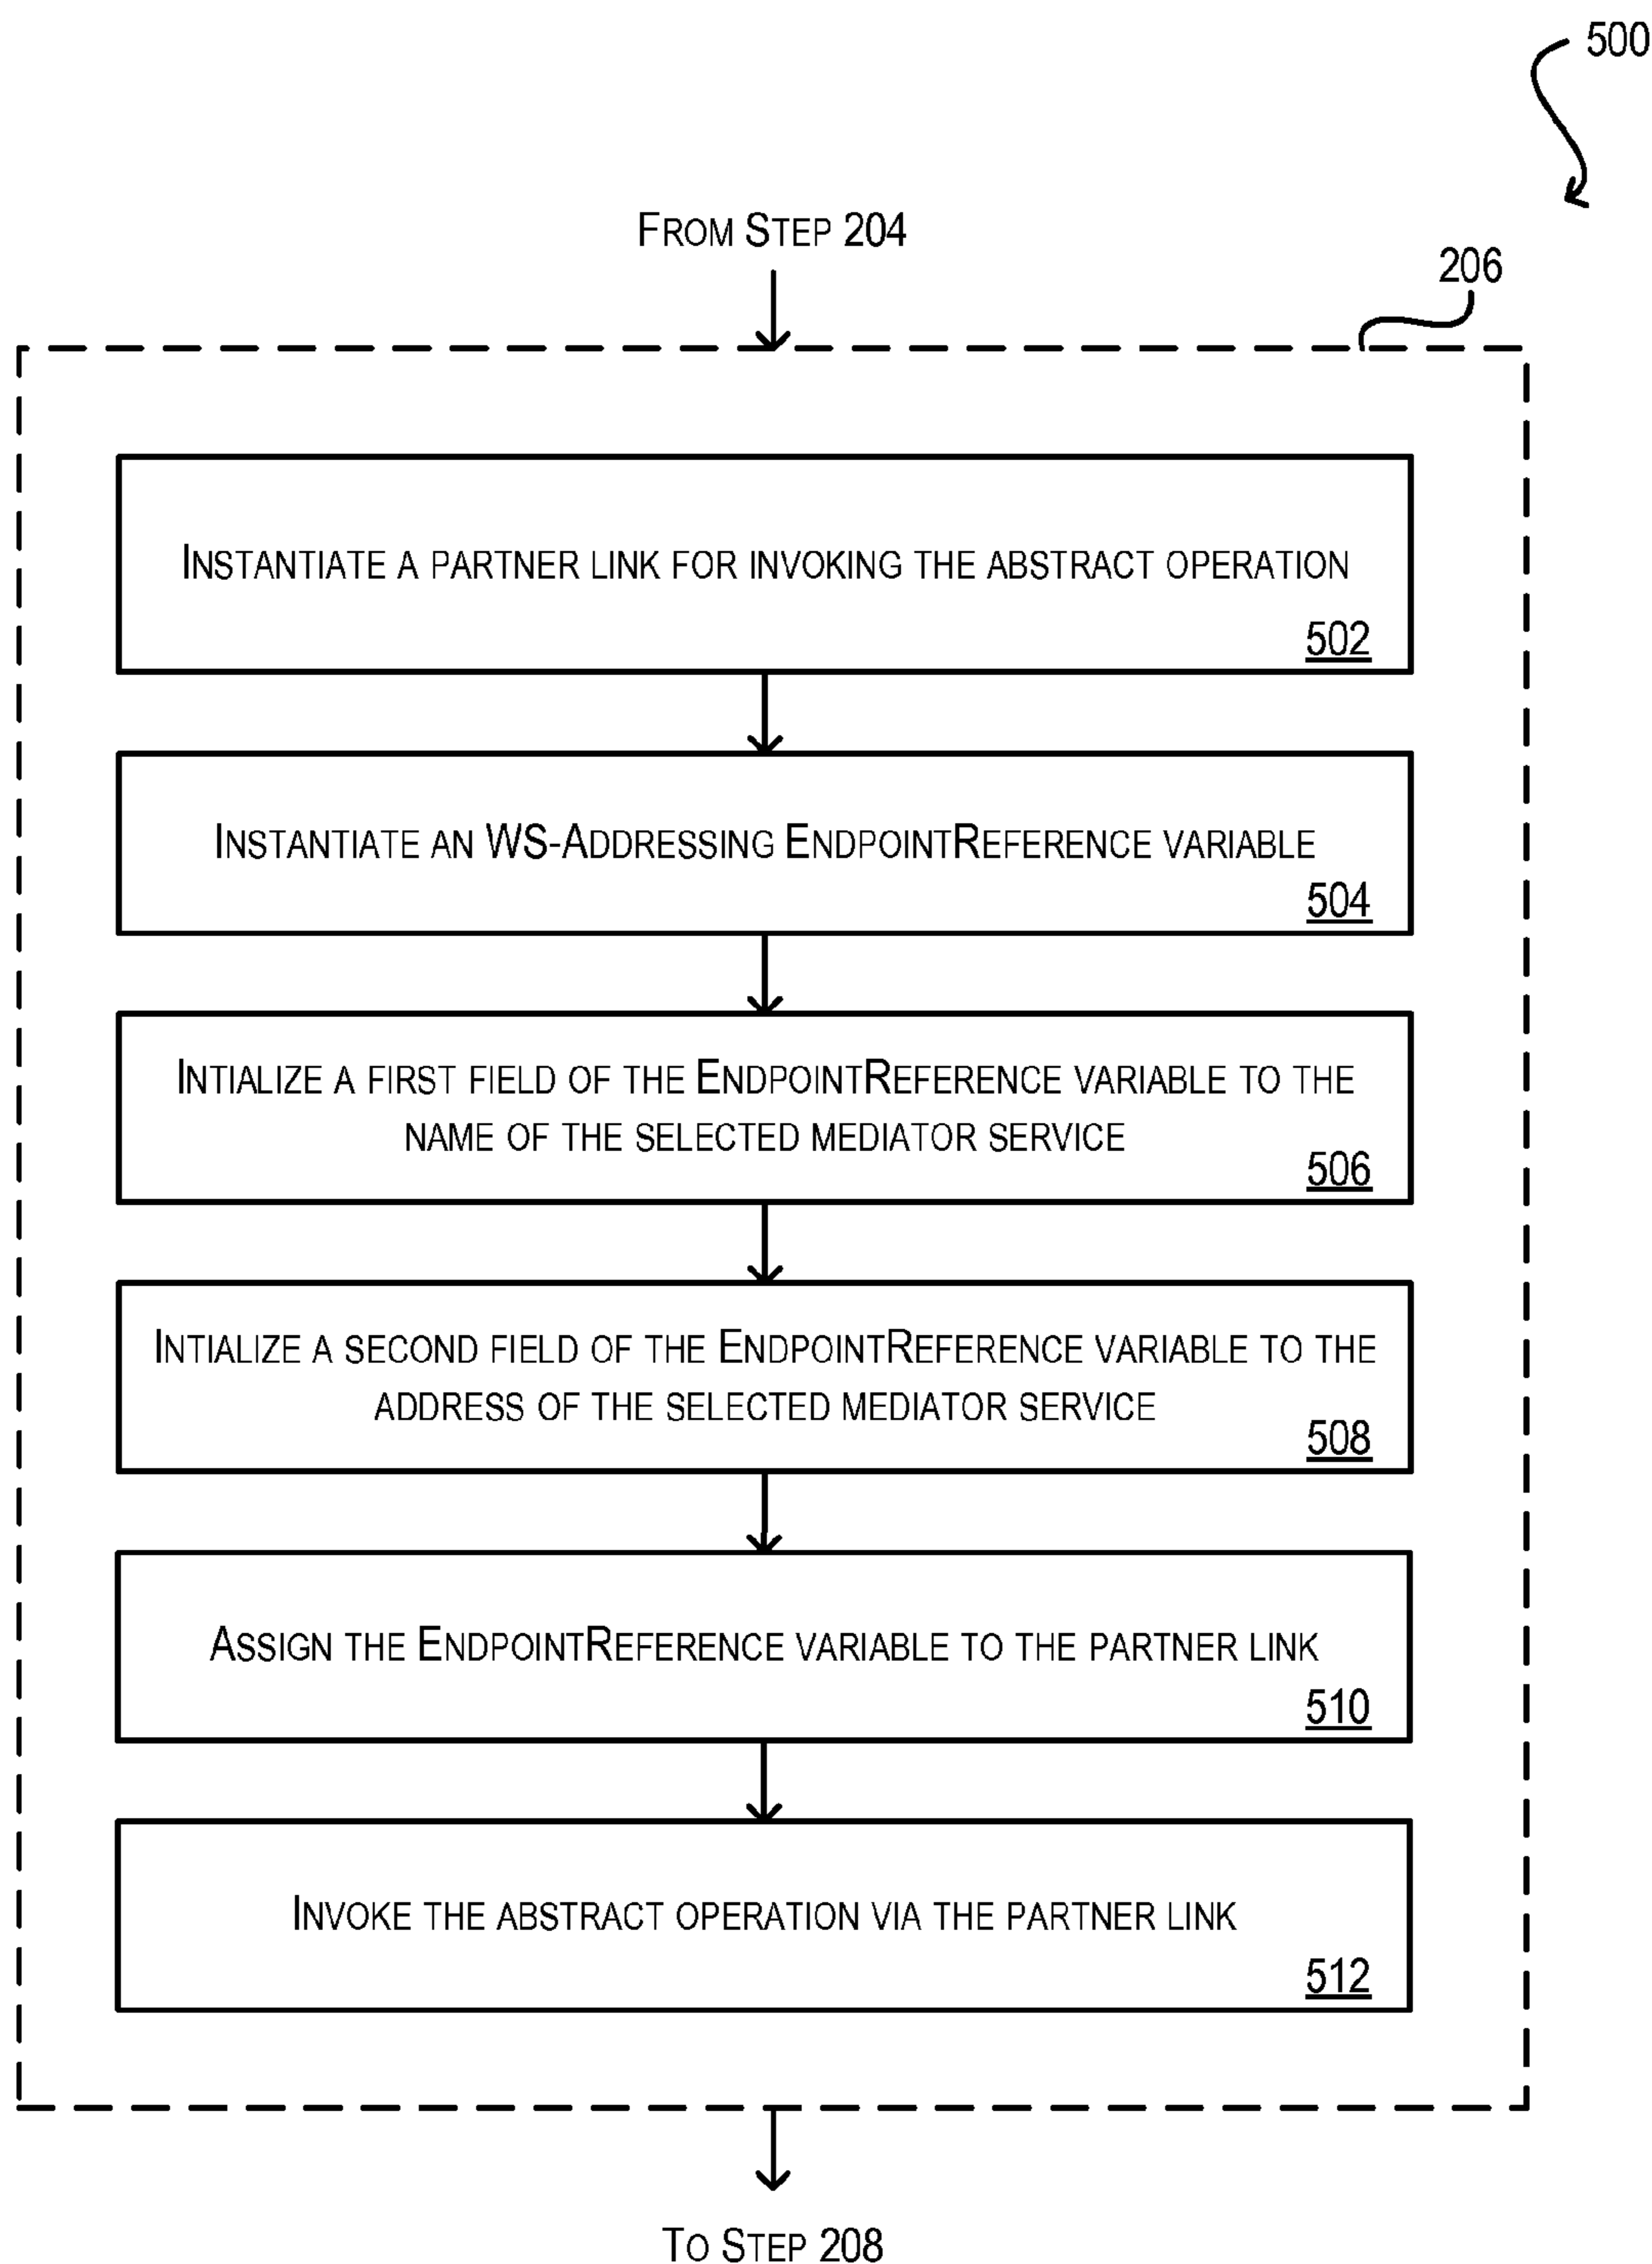 500
FROM STEP 204
206
INSTANTIATE A PARTNER LINK FOR INVOKING THE ABSTRACT OPERATION
502
INSTANTIATE AN WS-ADDRESSING ENDPOINTREFERENCE VARIABLE
504
INTIALIZE A FIRST FIELD OF THE ENDPOINTREFERENCE VARIABLE TO THE
NAME OF THE SELECTED MEDIATOR SERVICE
506
INTIALIZE A SECOND FIELD OF THE ENDPOINTREFERENCE VARIABLE TO THE
ADDRESS OF THE SELECTED MEDIATOR SERVICE
508
ASSIGN THE ENDPOINTREFERENCE VARIABLE TO THE PARTNER LINK
510
INVOKE THE ABSTRACT OPERATION VIA THE PARTNER LINK
512
TO STEP 208